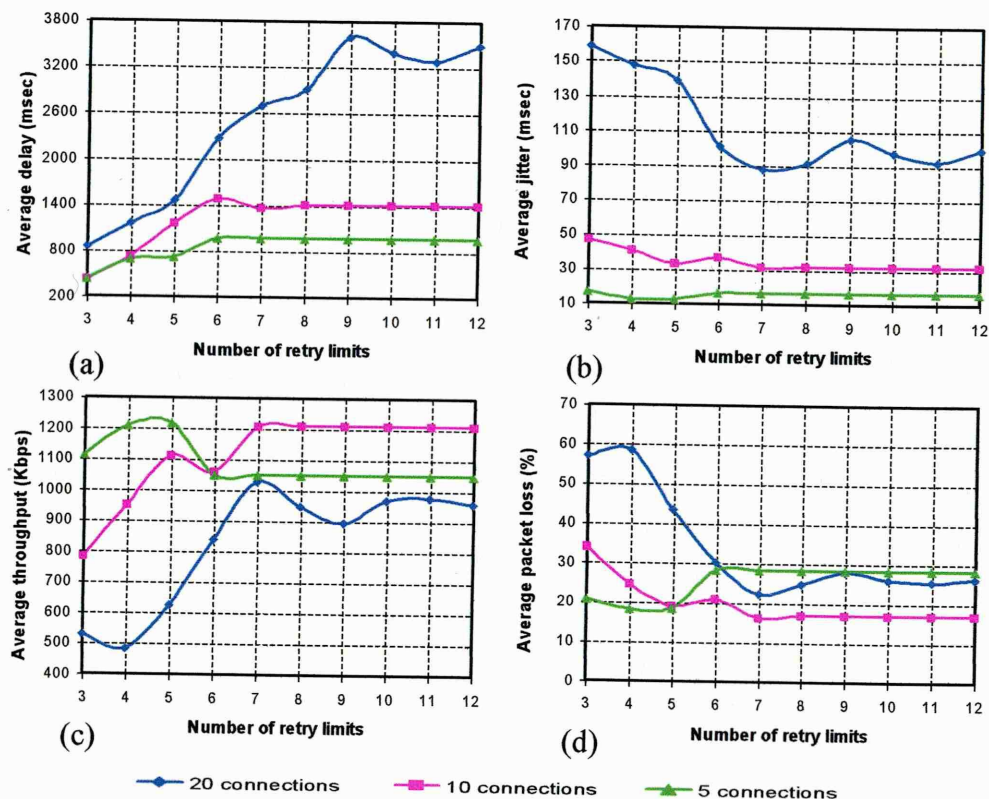 3800
3200
2600
2000
1400
800
200
Average delay (msec)
3 4 5 6 7 8 9 10 11 12
Number of retry limits
(a)
170
150
130
110
90
70
50
30
10
Average jitter (msec)
3 4 5 6 7 8 9 10 11 12
Number of retry limits
(b)
1300
1200
1100
1000
900
800
700
600
500
400
Average throughput (Kbps)
3 4 5 6 7 8 9 10 11 12
Number of retry limits
(c)
70
60
50
40
30
20
10
0
Average packet loss (%)
3 4 5 6 7 8 9 10 11 12
Number of retry limits
(d)
20 connections 10 connections 5 connections